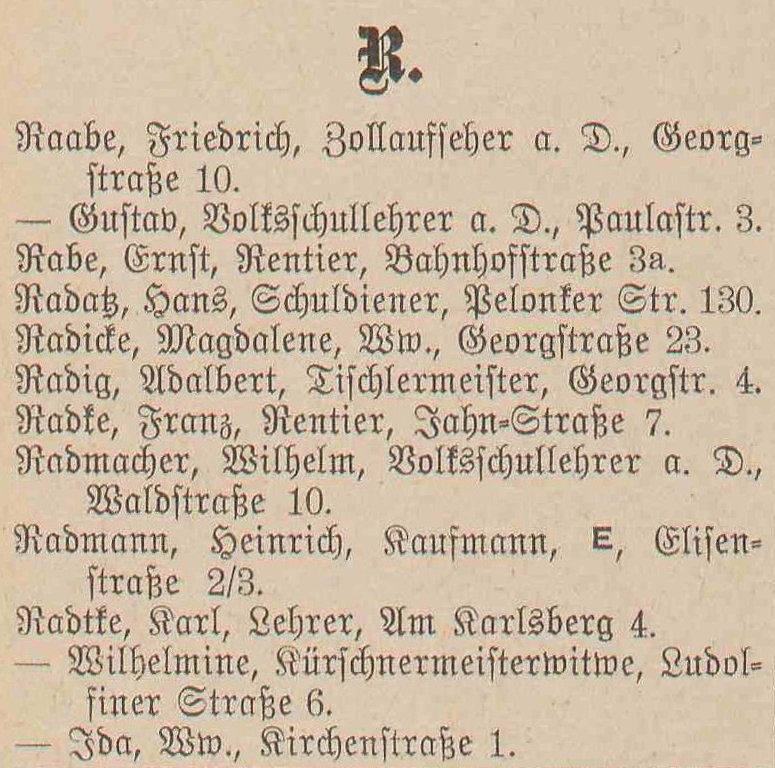 R.
Raabe, Friedrich, Zollaufseher a. D., Georg-
straße 10.
— Gustav, Volksschullehrer a. D., Paulastr. 3.
Rabe, Ernst, Rentier, Bahnhofstraße 3a.
Radatz, Hans, Schuldiener, Pelonker Str. 130.
Radicke, Magdalene, Ww., Georgstraße 23.
Radig, Adalbert, Tischlermeister, Georgstr. 4.
Radke, Franz, Rentier, Jahn-Straße 7.
Radmacher, Wilhelm, Volksschullehrer a. D.,
Waldstraße 10.
Radmann, Heinrich, Kaufmann, E, Elisen-
straße 2/3.
Radtke, Karl, Lehrer, Am Karlsberg 4.
— Wilhelmine, Kürschnermeisterwitwe, Ludol-
finer Straße 6.
— Ida, Ww., Kirchenstraße 1.